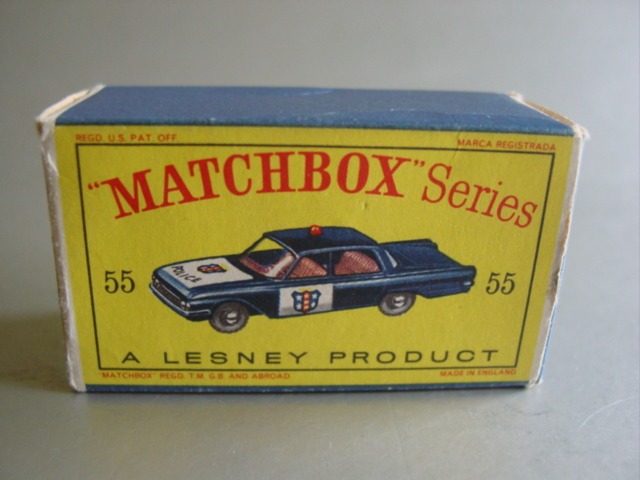 REGD. U.S. PAT. OFF. MARCA REGISTRADA
"MATCHBOX" Series
POLICE
55 55
A LESNEY PRODUCT
"MATCHBOX" REGD. T.M. G.B. AND ABROAD MADE IN ENGLAND